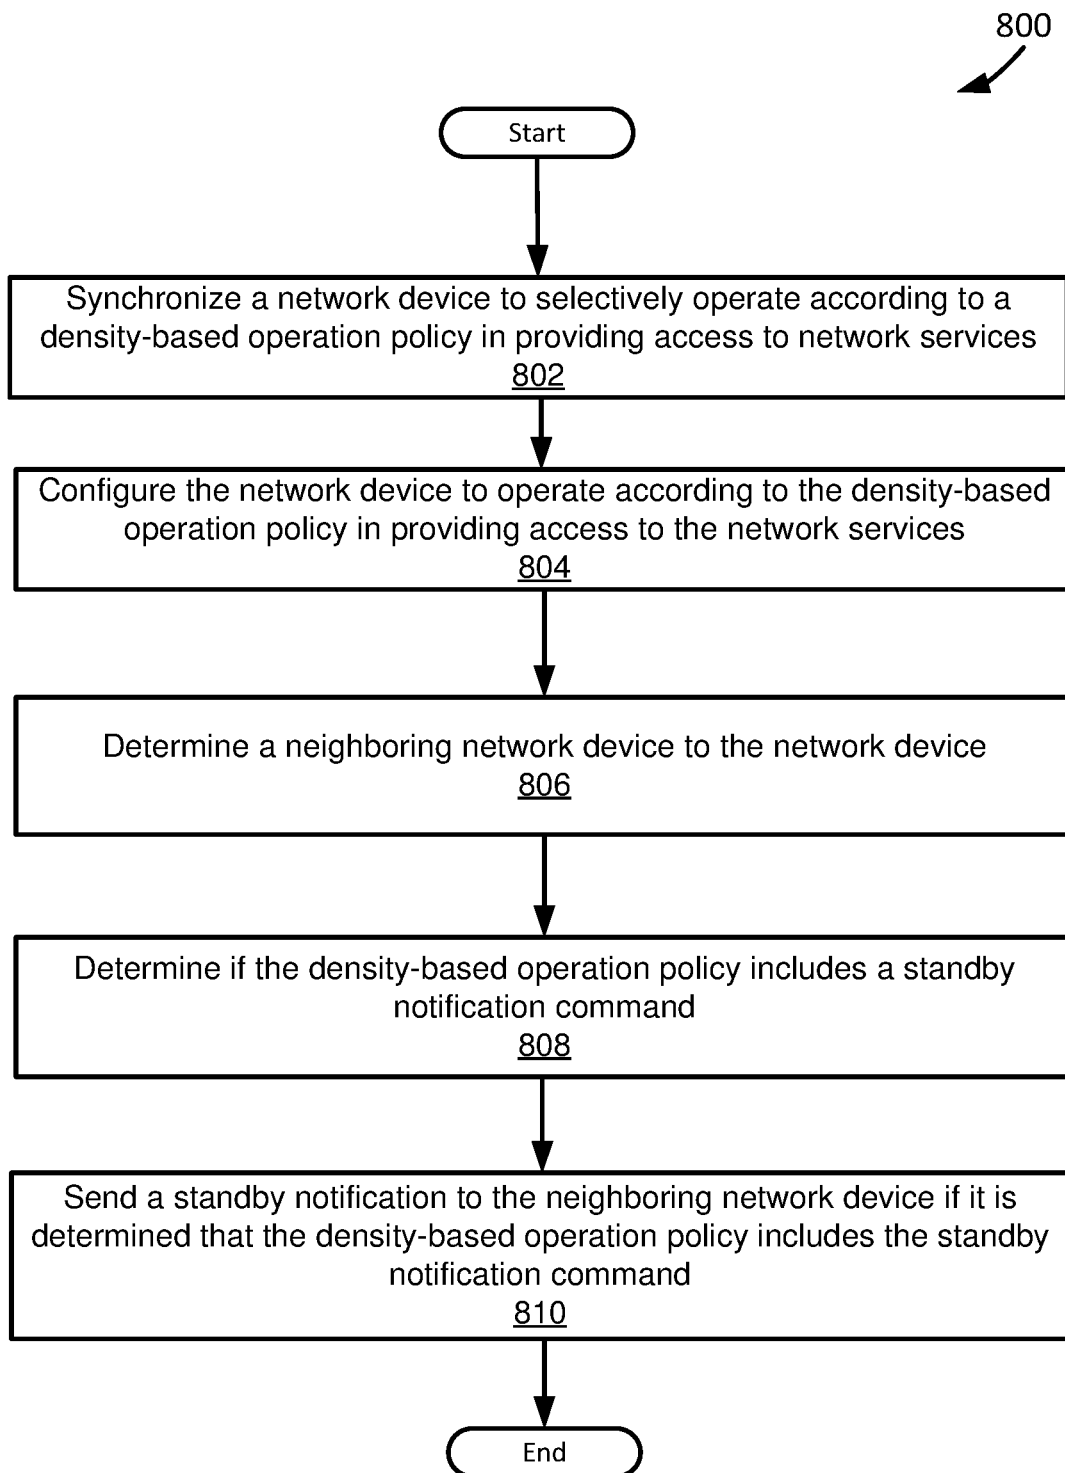 800
Start
Synchronize a network device to selectively operate according to a
density-based operation policy in providing access to network services
802
Configure the network device to operate according to the density-based
operation policy in providing access to the network services
804
Determine a neighboring network device to the network device
806
Determine if the density-based operation policy includes a standby
notification command
808
Send a standby notification to the neighboring network device if it is
determined that the density-based operation policy includes the standby
notification command
810
End